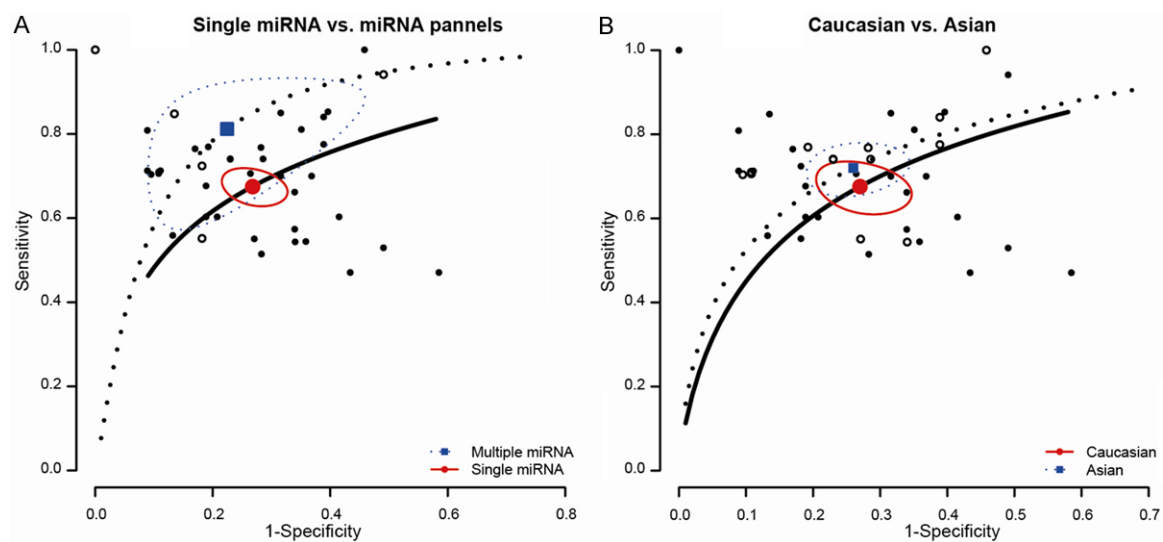 A
Single miRNA vs. miRNA pannels
1.0
0.8
0.6
0.4
0.2
0.0
Sensitivity
Multiple miRNA
Single miRNA
0.0 0.2 0.4 0.6 0.8
1-Specificity
B
Caucasian vs. Asian
1.0
0.8
0.6
0.4
0.2
0.0
Sensitivity
Caucasian
Asian
0.0 0.1 0.2 0.3 0.4 0.5 0.6 0.7
1-Specificity